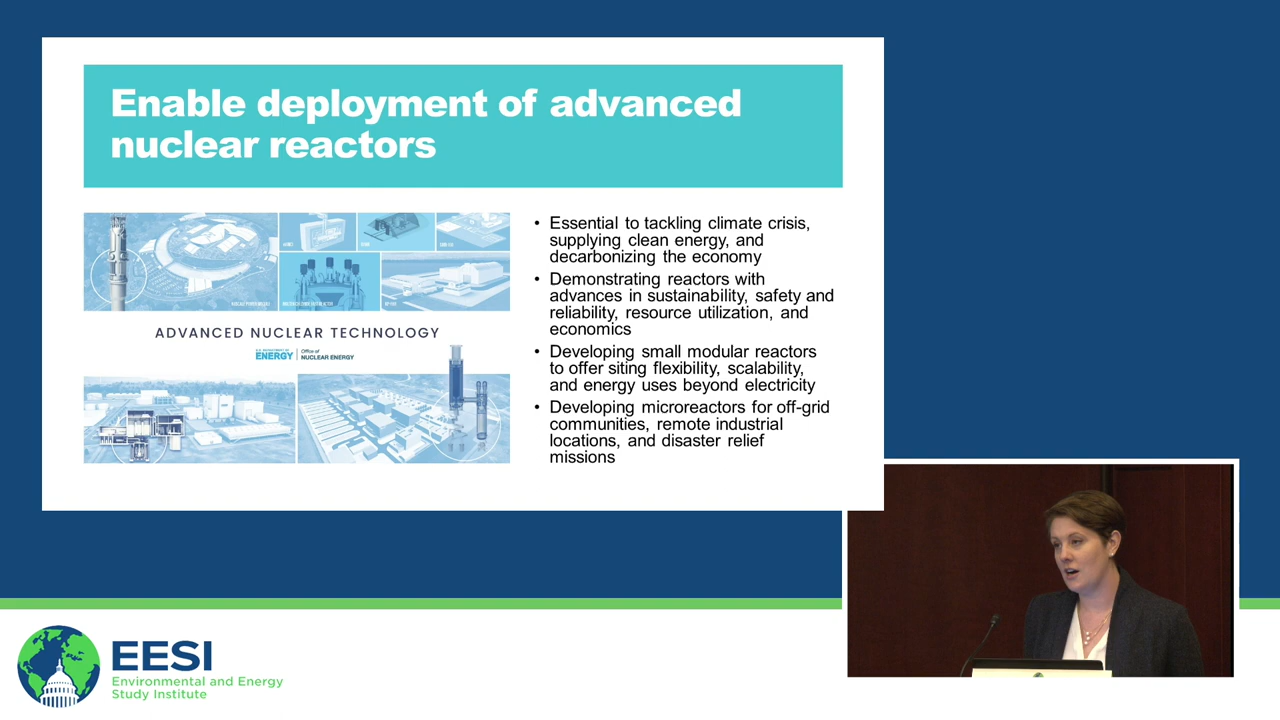 Enable deployment of advanced
nuclear reactors
ADVANCED NUCLEAR TECHNOLOGY
U.S. DEPARTMENT OF
ENERGY
Office of
NUCLEAR ENERGY
• Essential to tackling climate crisis,
supplying clean energy, and
decarbonizing the economy
• Demonstrating reactors with
advances in sustainability, safety and
reliability, resource utilization, and
economics
• Developing small modular reactors
to offer siting flexibility, scalability,
and energy uses beyond electricity
• Developing microreactors for off-grid
communities, remote industrial
locations, and disaster relief
missions
EESI
Environmental and Energy
Study Institute